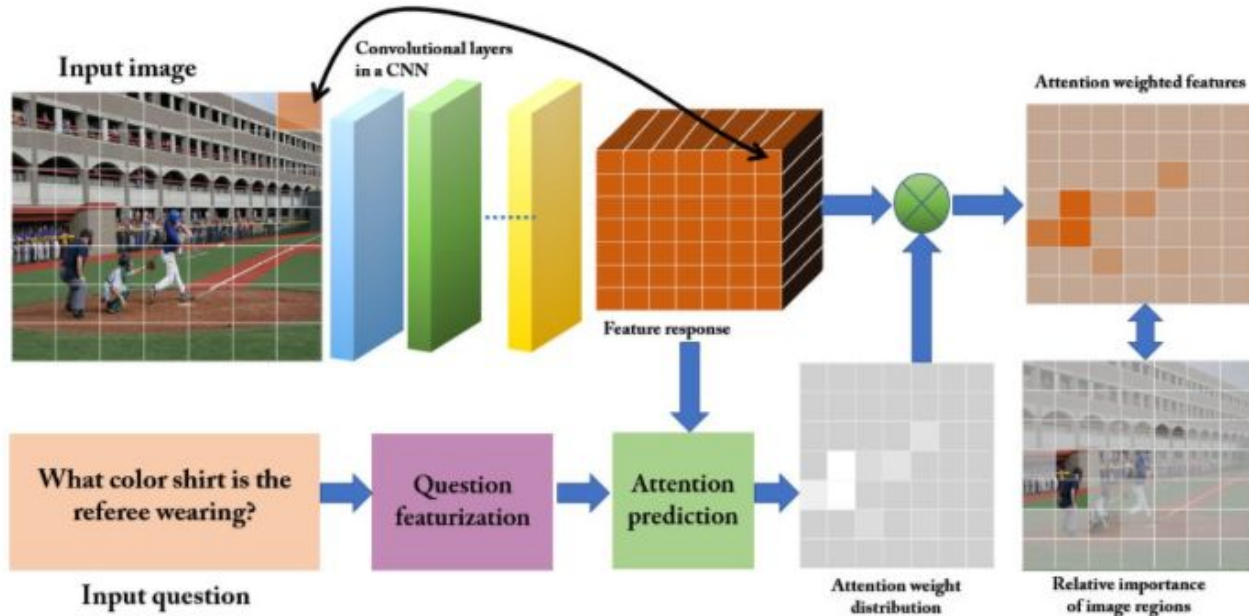 Convolutional layers
in a CNN
Input image
Attention weighted features
Feature response
What color shirt is the
referee wearing?
Question
featurization
Attention
prediction
Input question
Attention weight
distribution
Relative importance
of image regions